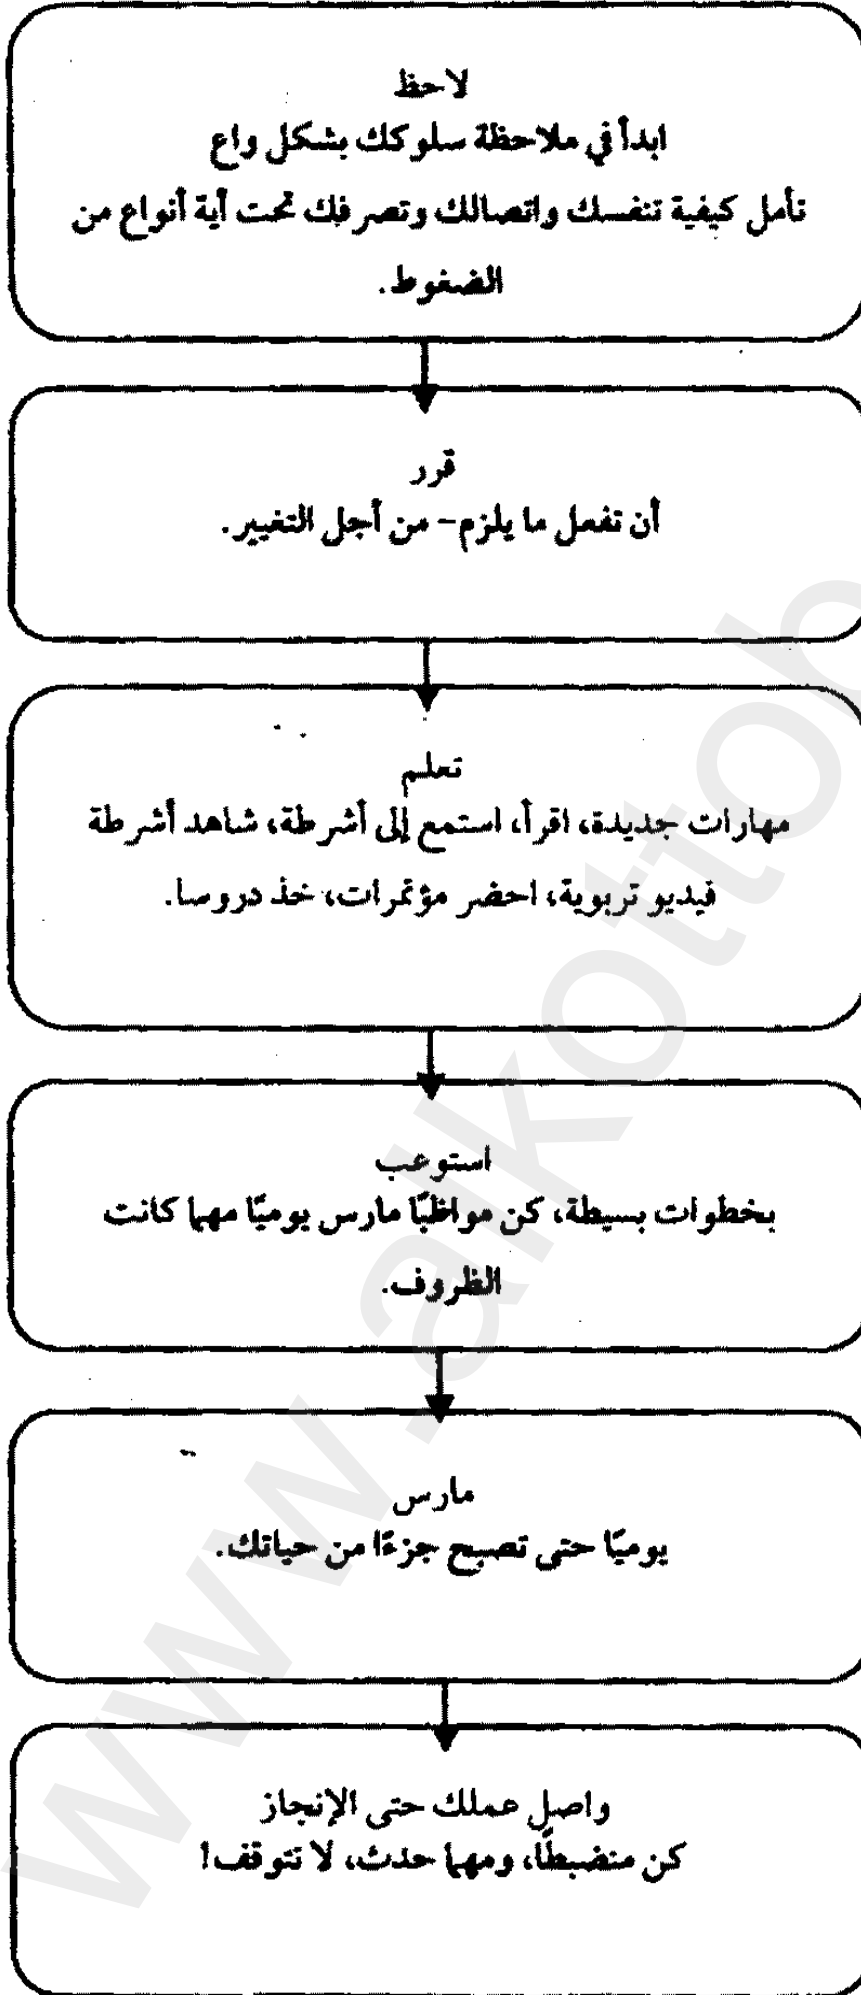 لاحظ
ابدأ في ملاحظة سلوكك بشكل واع
تأمل كيفية تنفسك واتصالك وتصرفك تحت أية أنواع من
الضغوط.
قرر
أن تفعل ما يلزم- من أجل التغيير.
تعلم
مهارات جديدة، اقرأ، استمع إلى أشرطة، شاهد أشرطة
فيديو تربوية، احضر مؤتمرات، خذ دروسا.
استوعب
بخطوات بسيطة، كن مواظبًا مارس يوميًا مهما كانت
الظروف.
مارس
يوميًا حتى تصبح جزءًا من حياتك.
واصل عملك حتى الإنجاز
كن منضبطًا، ومهما حدث، لا تتوقف!
www.alkottob